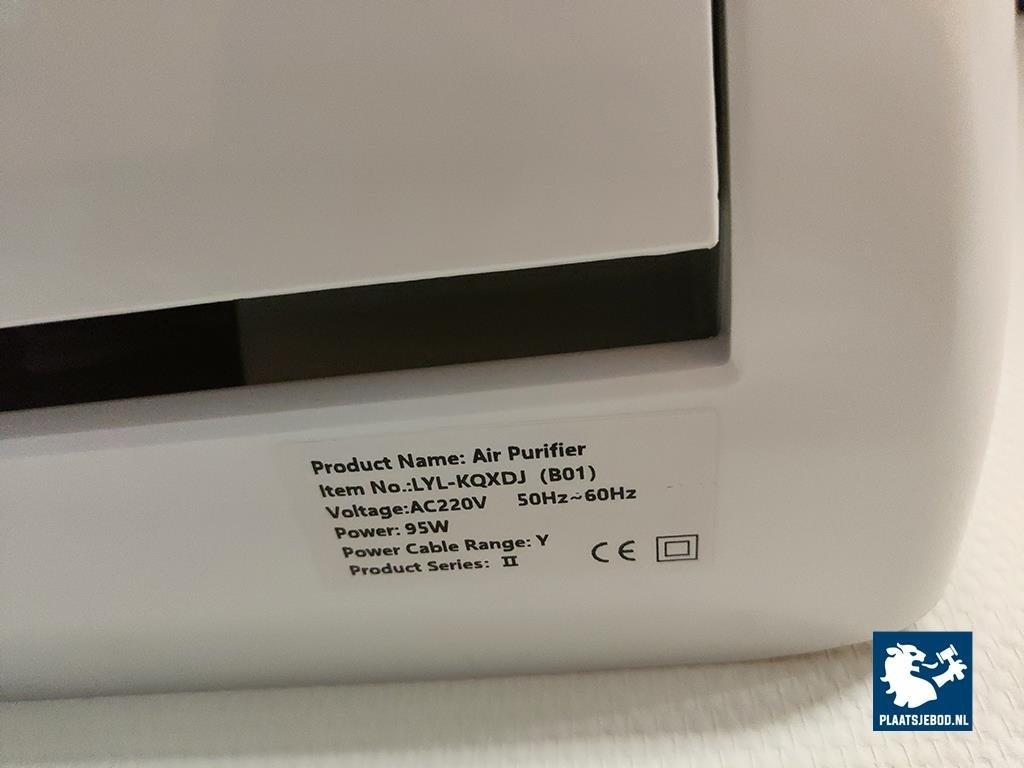 Product Name: Air Purifier
Item No.:LYL-KQXDJ (B01)
Voltage:AC220V 50Hz~60Hz
Power: 95W
Power Cable Range: Y
Product Series: II
CE
PLAATSJEBOD.NL